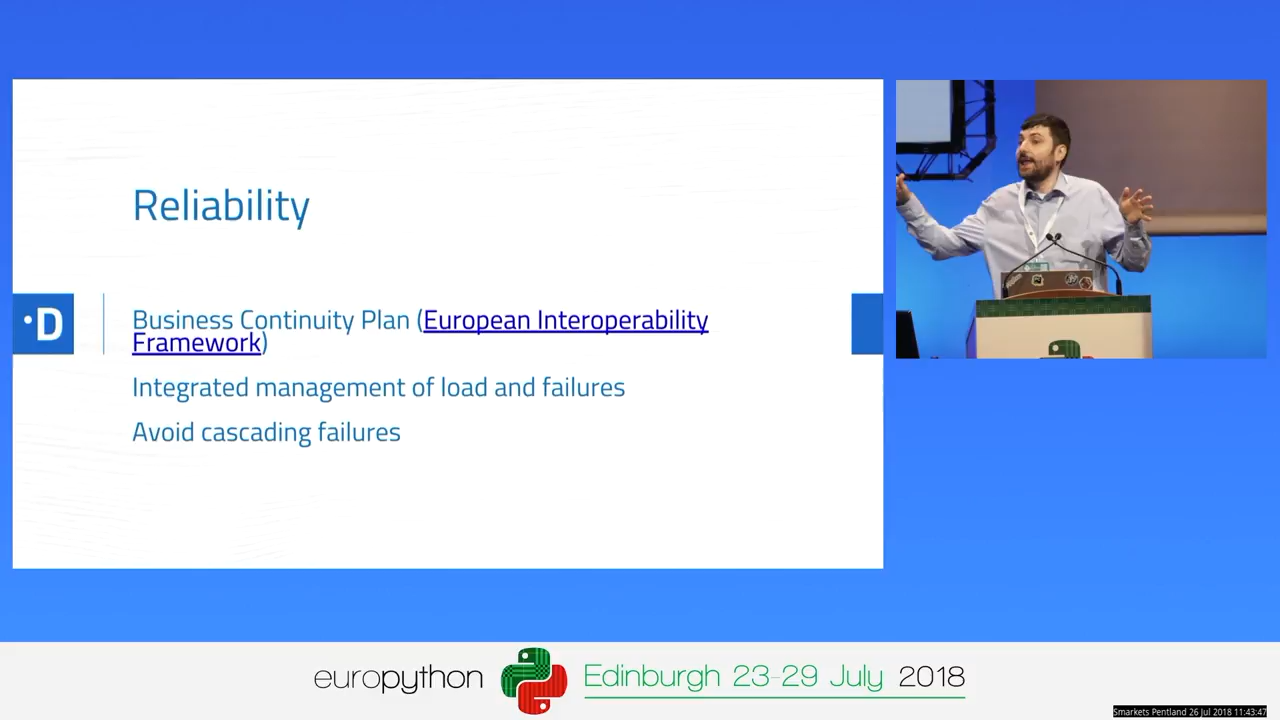 Reliability
·D
Business Continuity Plan (European Interoperability
Framework)
Integrated management of load and failures
Avoid cascading failures
europython
Edinburgh 23-29 July 2018
Smarkets Pentland 26 Jul 2018 11:43:47